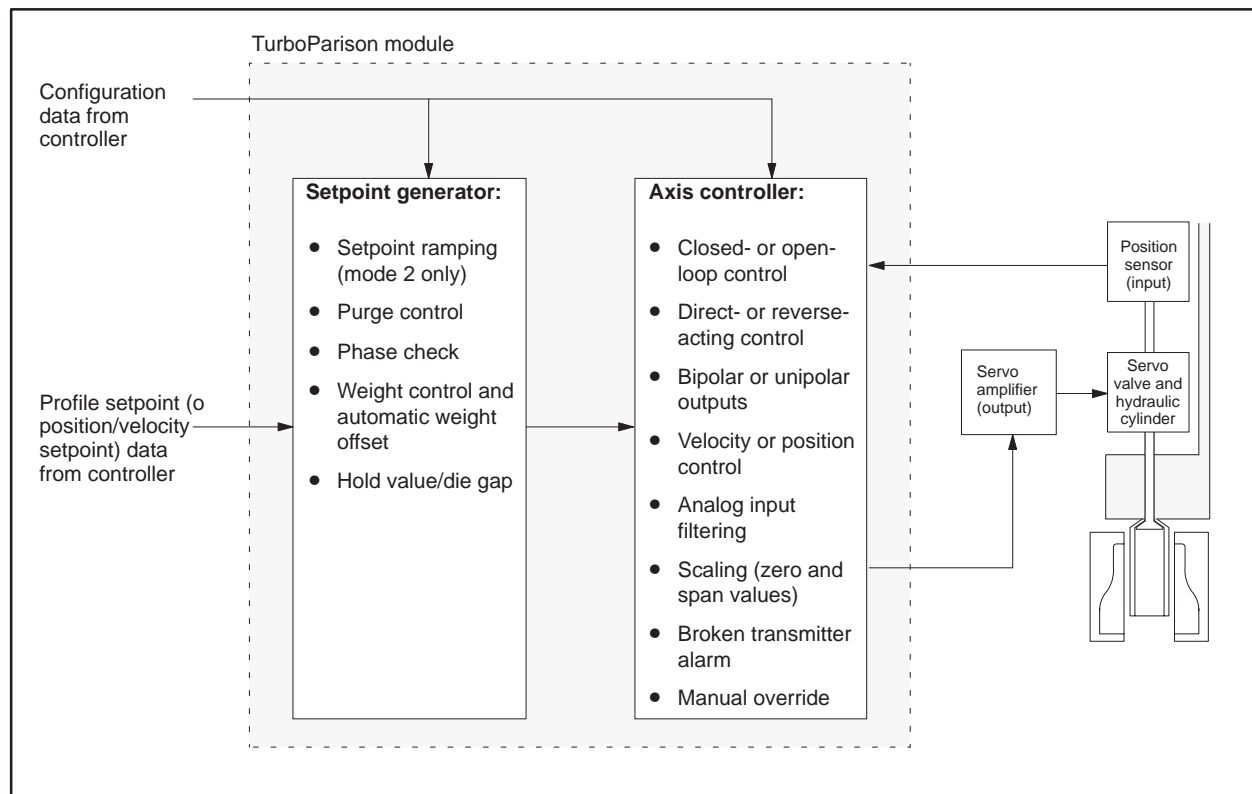 TurboParison module
Configuration
data from
controller
Setpoint generator:
● Setpoint ramping
(mode 2 only)
● Purge control
● Phase check
● Weight control and
automatic weight
offset
● Hold value/die gap
Profile setpoint (o
position/velocity
setpoint) data
from controller
Axis controller:
● Closed- or open-
loop control
● Direct- or reverse-
acting control
● Bipolar or unipolar
outputs
● Velocity or position
control
● Analog input
filtering
● Scaling (zero and
span values)
● Broken transmitter
alarm
● Manual override
Position
sensor
(input)
Servo
amplifier
(output)
Servo
valve and
hydraulic
cylinder